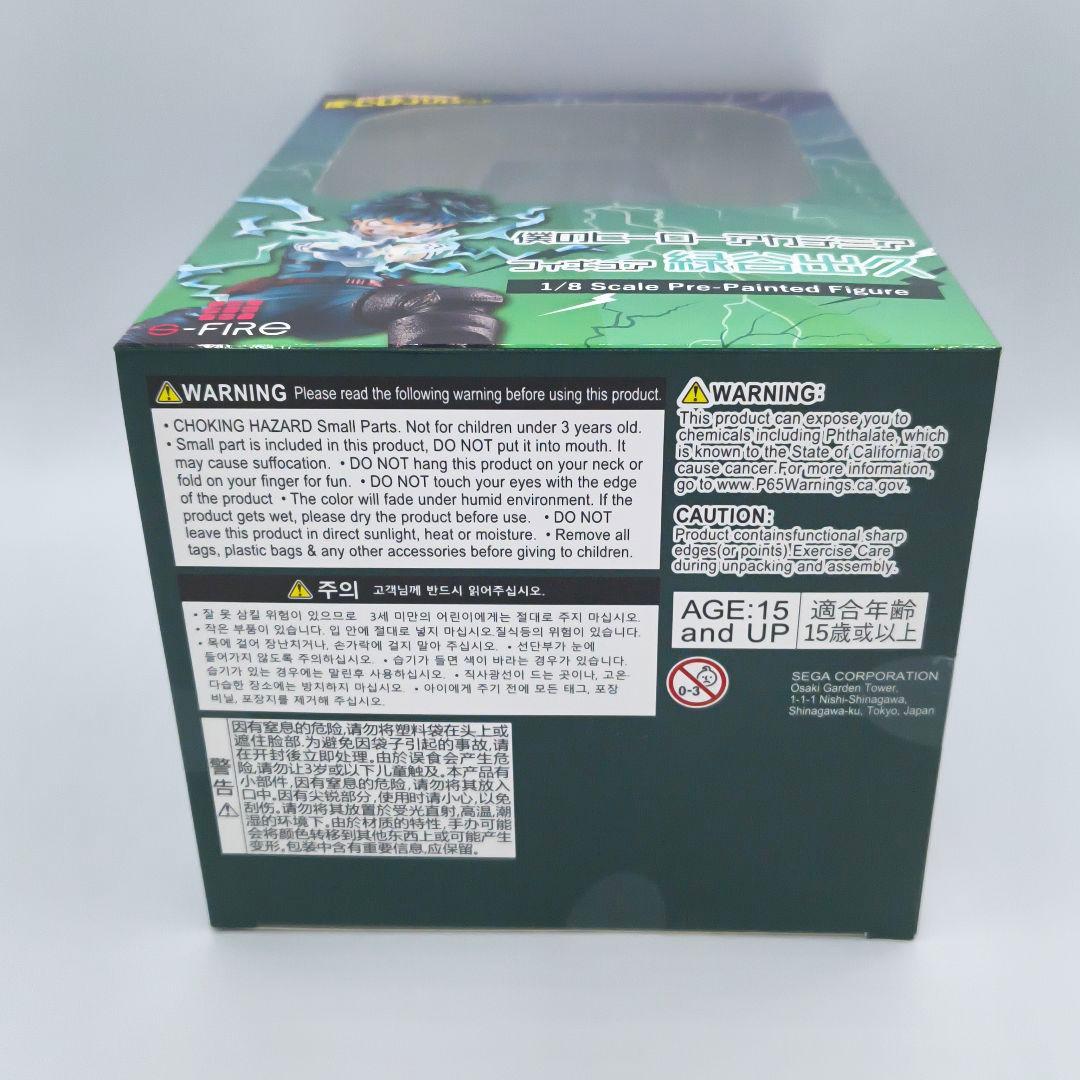 僕のヒーローアカデミア
フィギュア 緑谷出久
1/8 Scale Pre-Painted Figure
S-FIRE
WARNING Please read the following warning before using this product.
• CHOKING HAZARD Small Parts. Not for children under 3 years old.
• Small part is included in this product, DO NOT put it into mouth. It
may cause suffocation. • DO NOT hang this product on your neck or
fold on your finger for fun. • DO NOT touch your eyes with the edge
of the product • The color will fade under humid environment. If the
product gets wet, please dry the product before use. • DO NOT
leave this product in direct sunlight, heat or moisture. • Remove all
tags, plastic bags & any other accessories before giving to children.
주의 고객님께 반드시 읽어주십시오.
• 잘 못 삼킬 위험이 있으므로 3세 미만의 어린이에게는 절대로 주지 마십시오.
• 작은 부품이 있습니다. 입 안에 절대로 넣지 마십시오.질식등의 위험이 있습니다.
• 목에 걸어 장난치거나, 손가락에 걸지 말아 주십시오. • 선단부가 눈에
들어가지 않도록 주의하십시오. • 습기가 들면 색이 바라는 경우가 있습니다.
습기가 있는 경우에는 말린후 사용하십시오. • 직사광선이 드는 곳이나, 고온·
다습한 장소에는 방치하지 마십시오. • 아이에게 주기 전에 모든 태그, 포장
비닐, 포장지를 제거해 주십시오.
警告
因有窒息的危险,请勿将塑料袋在头上或
遮住脸部.为避免因袋子引起的事故,请
在开封後立即处理.由於误食会产生危
险,请勿让3岁或以下儿童触及.本产品有
小部件,因有窒息的危险,请勿将其放入
口中.因有尖锐部分,使用时请小心,以免
刮伤.请勿将其放置於受光直射,高温,潮
湿的环境下.由於材质的特性,手办可能
会将颜色转移到其他东西上或可能产生
变形.包装中含有重要信息,应保留.
WARNING:
This product can expose you to
chemicals including Phthalate, which
is known to the State of California to
cause cancer.For more information,
go to www.P65Warnings.ca.gov.
CAUTION:
Product containsfunctional sharp
edges(or points).Exercise Care
during unpacking and assembly.
AGE:15
and UP
適合年齡
15歲或以上
0-3
SEGA CORPORATION
Osaki Garden Tower,
1-1-1 Nishi-Shinagawa,
Shinagawa-ku, Tokyo, Japan